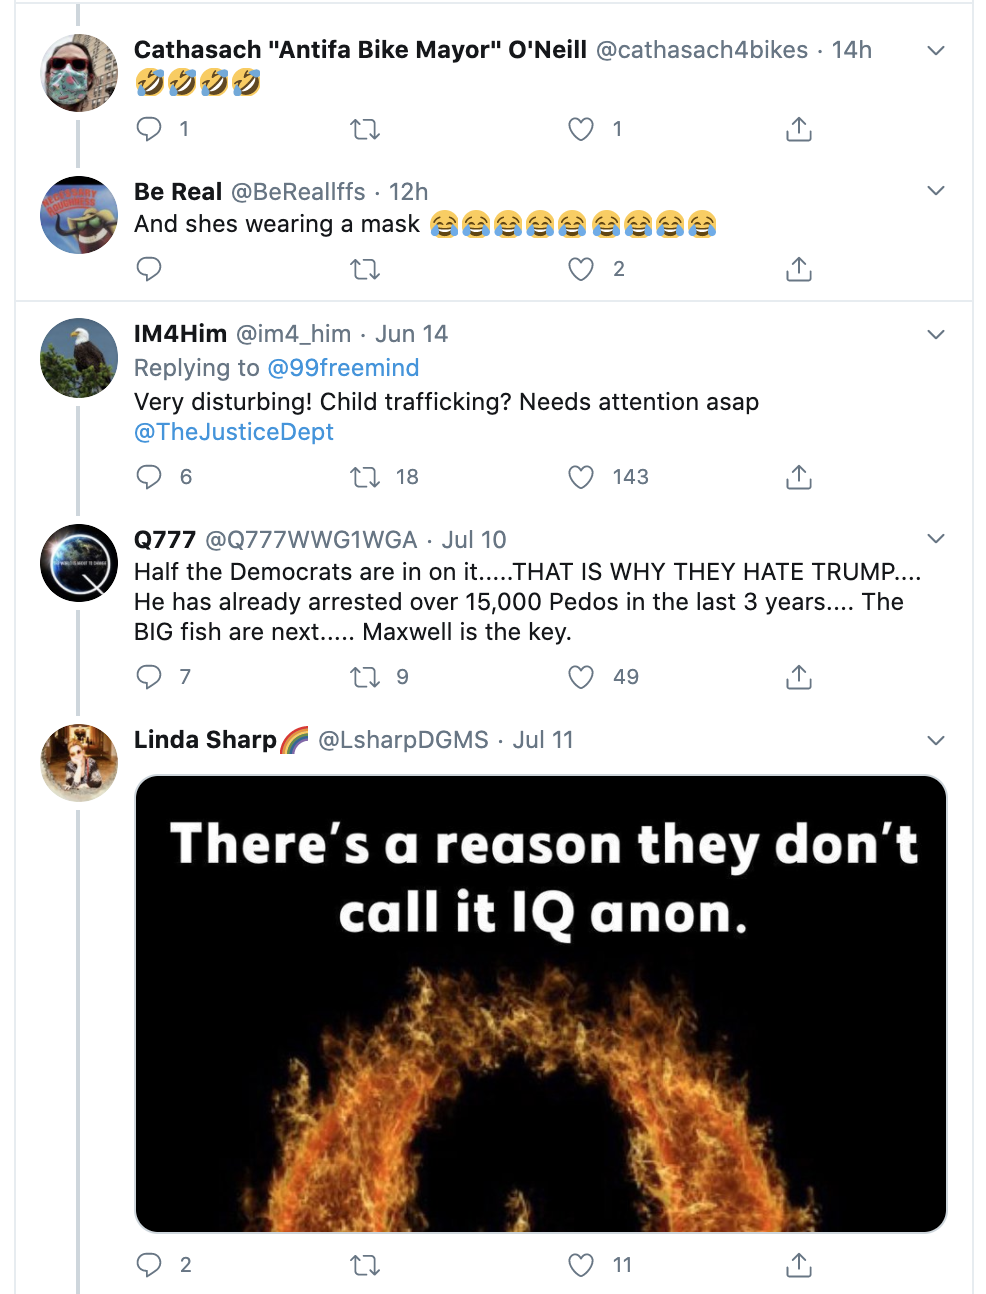 Cathasach "Antifa Bike Mayor" O'Neill @cathasach4bikes · 14h
🤣🤣🤣🤣
1 1
Be Real @BeReallffs · 12h
And shes wearing a mask 😂😂😂😂😂😂😂😂😂
2
IM4Him @im4_him · Jun 14
Replying to @99freemind
Very disturbing! Child trafficking? Needs attention asap
@TheJusticeDept
6 18 143
Q777 @Q777WWG1WGA · Jul 10
Half the Democrats are in on it.....THAT IS WHY THEY HATE TRUMP....
He has already arrested over 15,000 Pedos in the last 3 years.... The
BIG fish are next..... Maxwell is the key.
7 9 49
Linda Sharp🌈 @LsharpDGMS · Jul 11
There's a reason they don't
call it IQ anon.
2 11